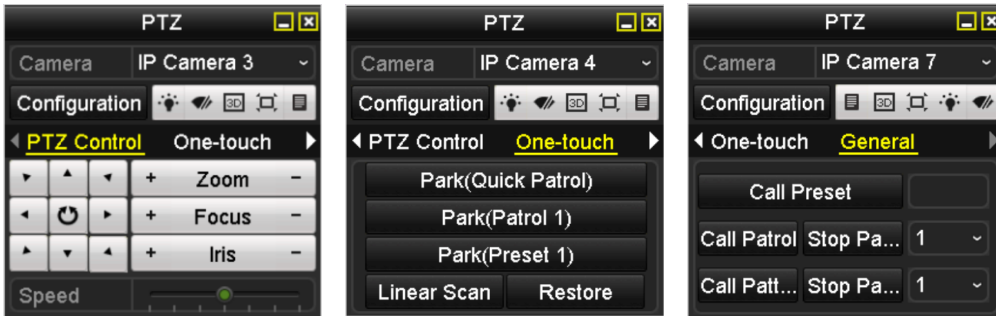 PTZ
Camera IP Camera 3
Configuration 3D
PTZ Control One-touch
+ Zoom -
+ Focus -
+ Iris -
Speed
PTZ
Camera IP Camera 4
Configuration 3D
PTZ Control One-touch
Park(Quick Patrol)
Park(Patrol 1)
Park(Preset 1)
Linear Scan Restore
PTZ
Camera IP Camera 7
Configuration 3D
One-touch General
Call Preset
Call Patrol Stop Pa... 1
Call Patt... Stop Pa... 1